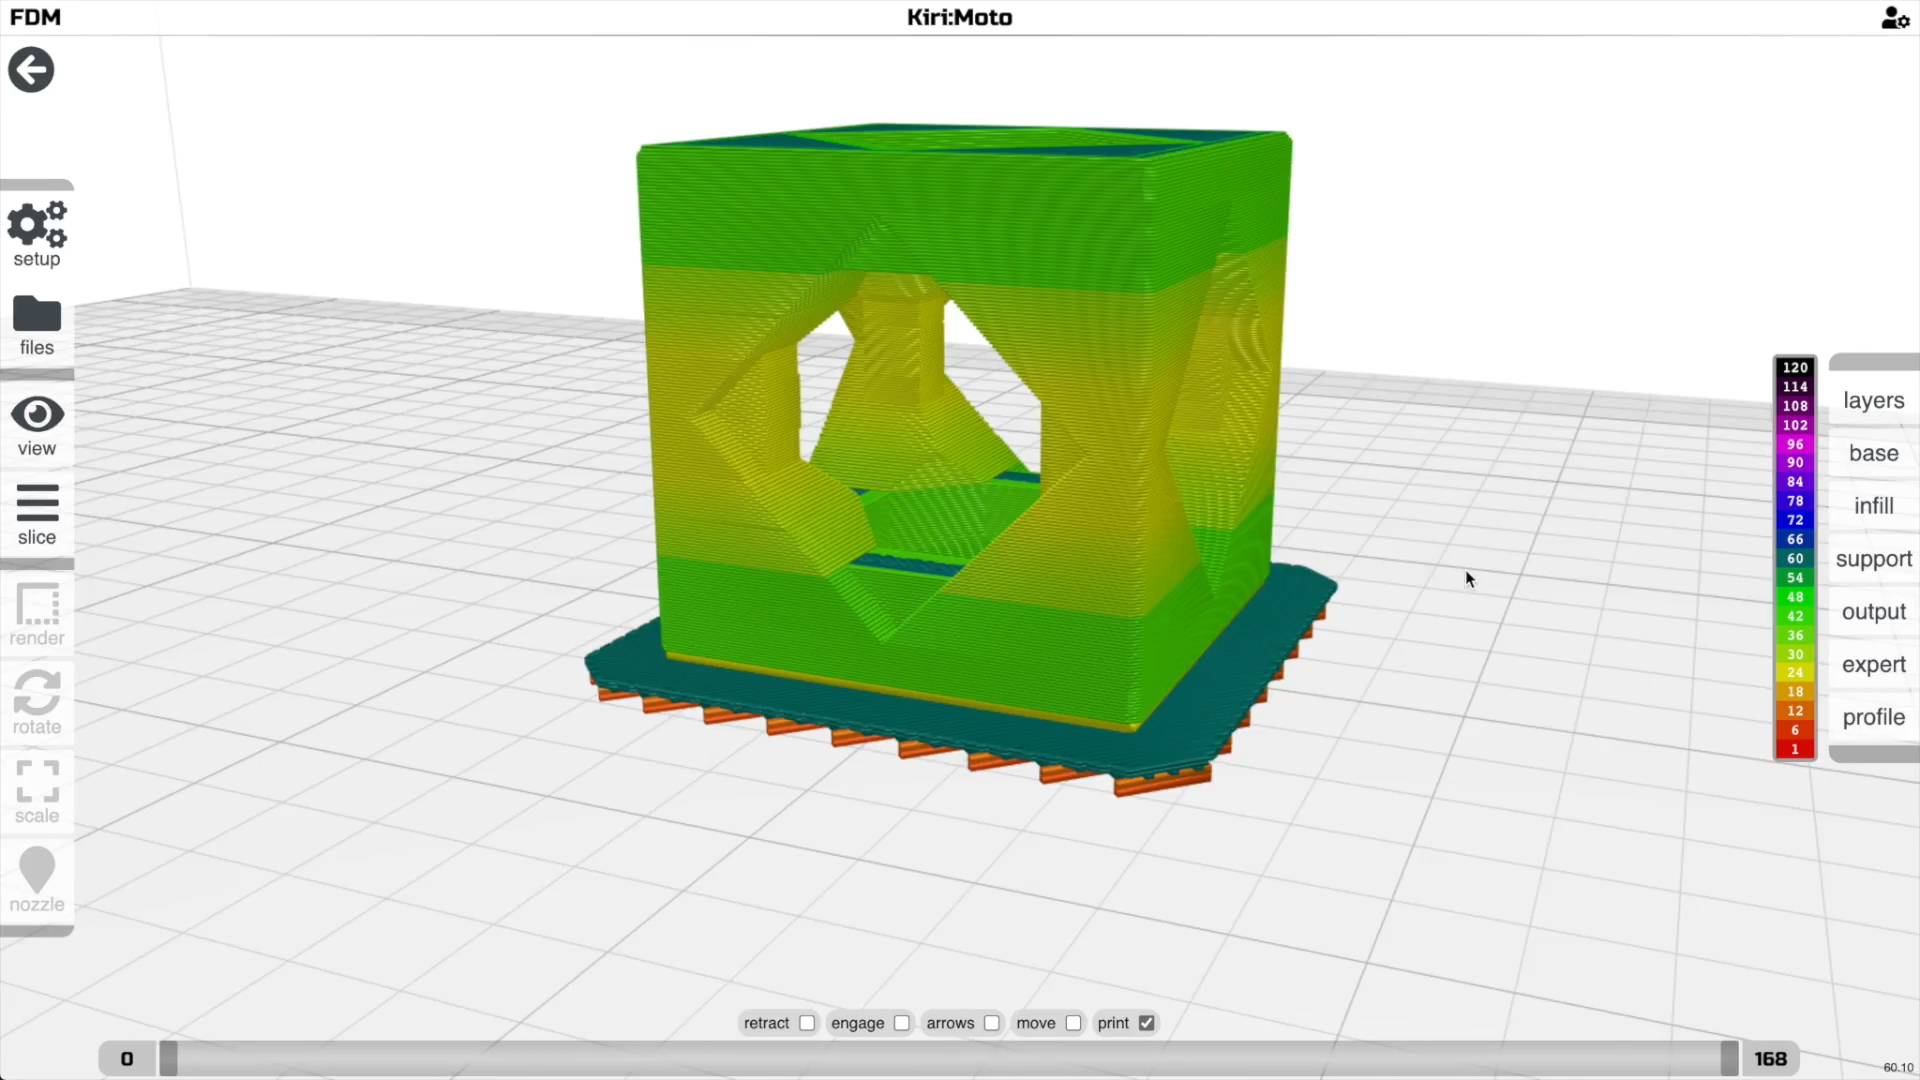 FDM
Kiri:Moto
setup
files
view
slice
render
rotate
scale
nozzle
120
114
108
102
96
90
84
78
72
66
60
54
48
42
36
30
24
18
12
6
1
layers
base
infill
support
output
expert
profile
retract engage arrows move print
0
168
60.10